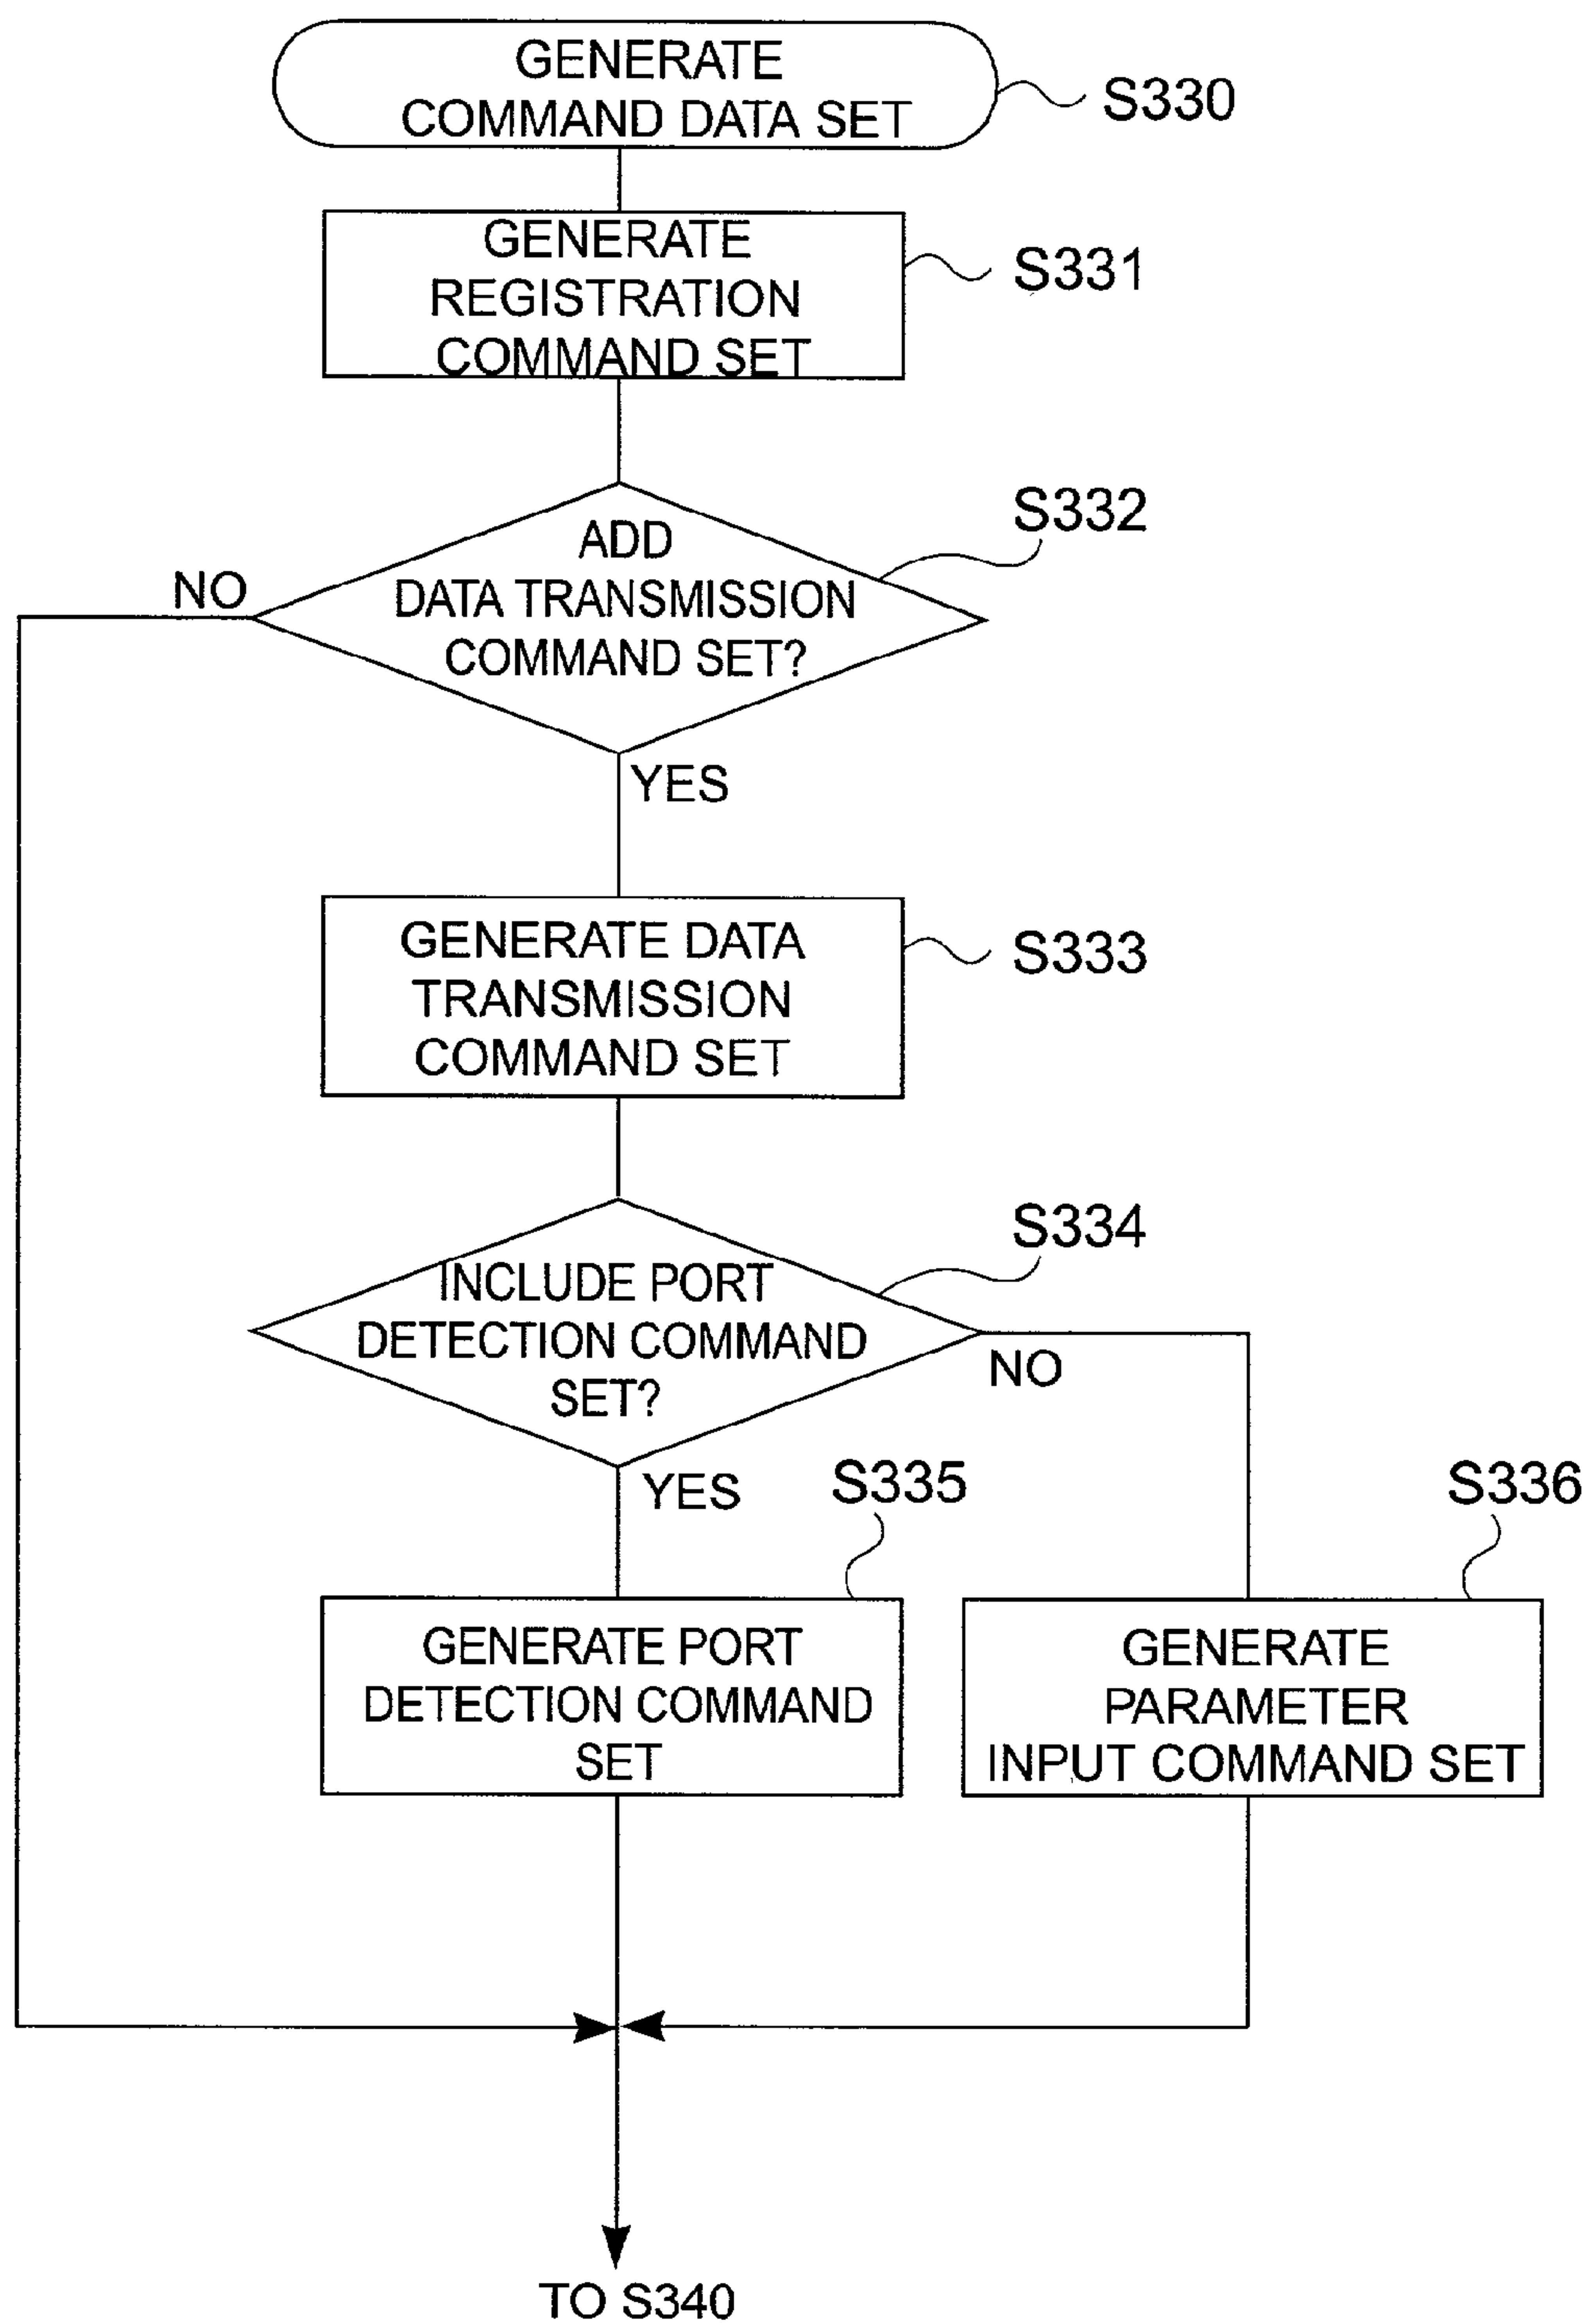 GENERATE
COMMAND DATA SET
S330
GENERATE
REGISTRATION
COMMAND SET
S331
ADD
DATA TRANSMISSION
COMMAND SET?
S332
NO
YES
GENERATE DATA
TRANSMISSION
COMMAND SET
S333
INCLUDE PORT
DETECTION COMMAND
SET?
S334
NO
YES
S335
S336
GENERATE PORT
DETECTION COMMAND
SET
GENERATE
PARAMETER
INPUT COMMAND SET
TO S340